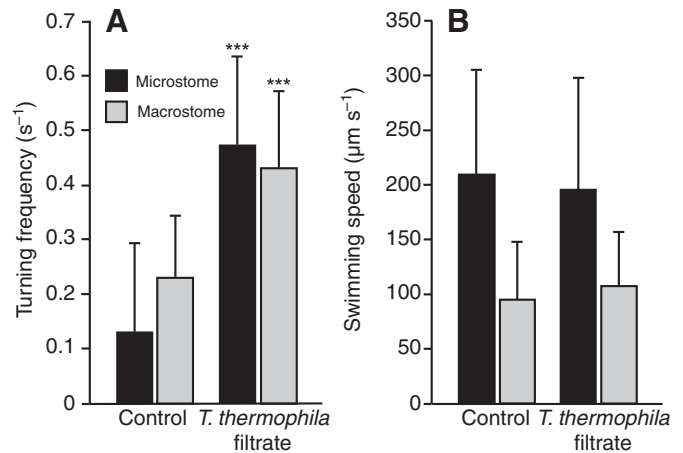 A
Turning frequency (s⁻¹)
0.7
0.6
0.5
0.4
0.3
0.2
0.1
0
Microstome
Macrostome
***
***
Control
T. thermophila
filtrate
B
Swimming speed (μm s⁻¹)
350
300
250
200
150
100
50
0
Control
T. thermophila
filtrate